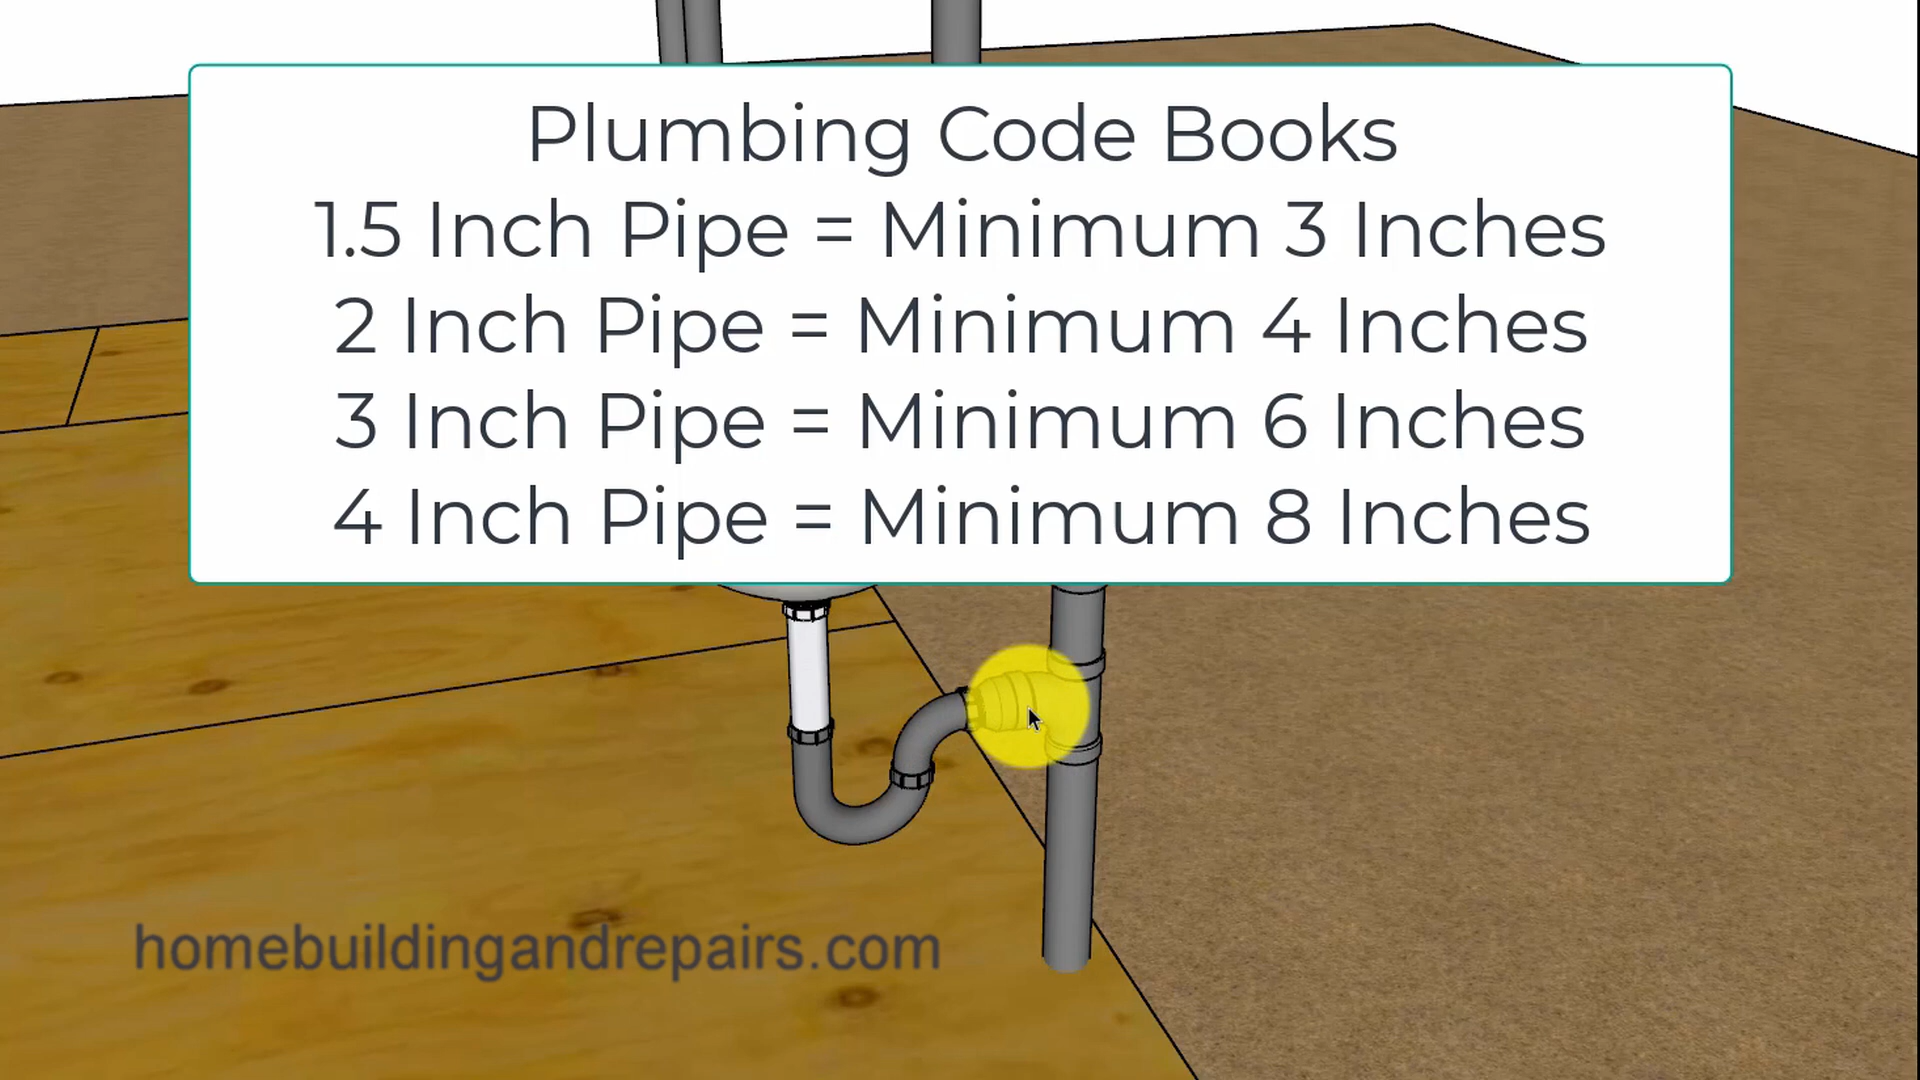 Plumbing Code Books
1.5 Inch Pipe = Minimum 3 Inches
2 Inch Pipe = Minimum 4 Inches
3 Inch Pipe = Minimum 6 Inches
4 Inch Pipe = Minimum 8 Inches
homebuildingandrepairs.com